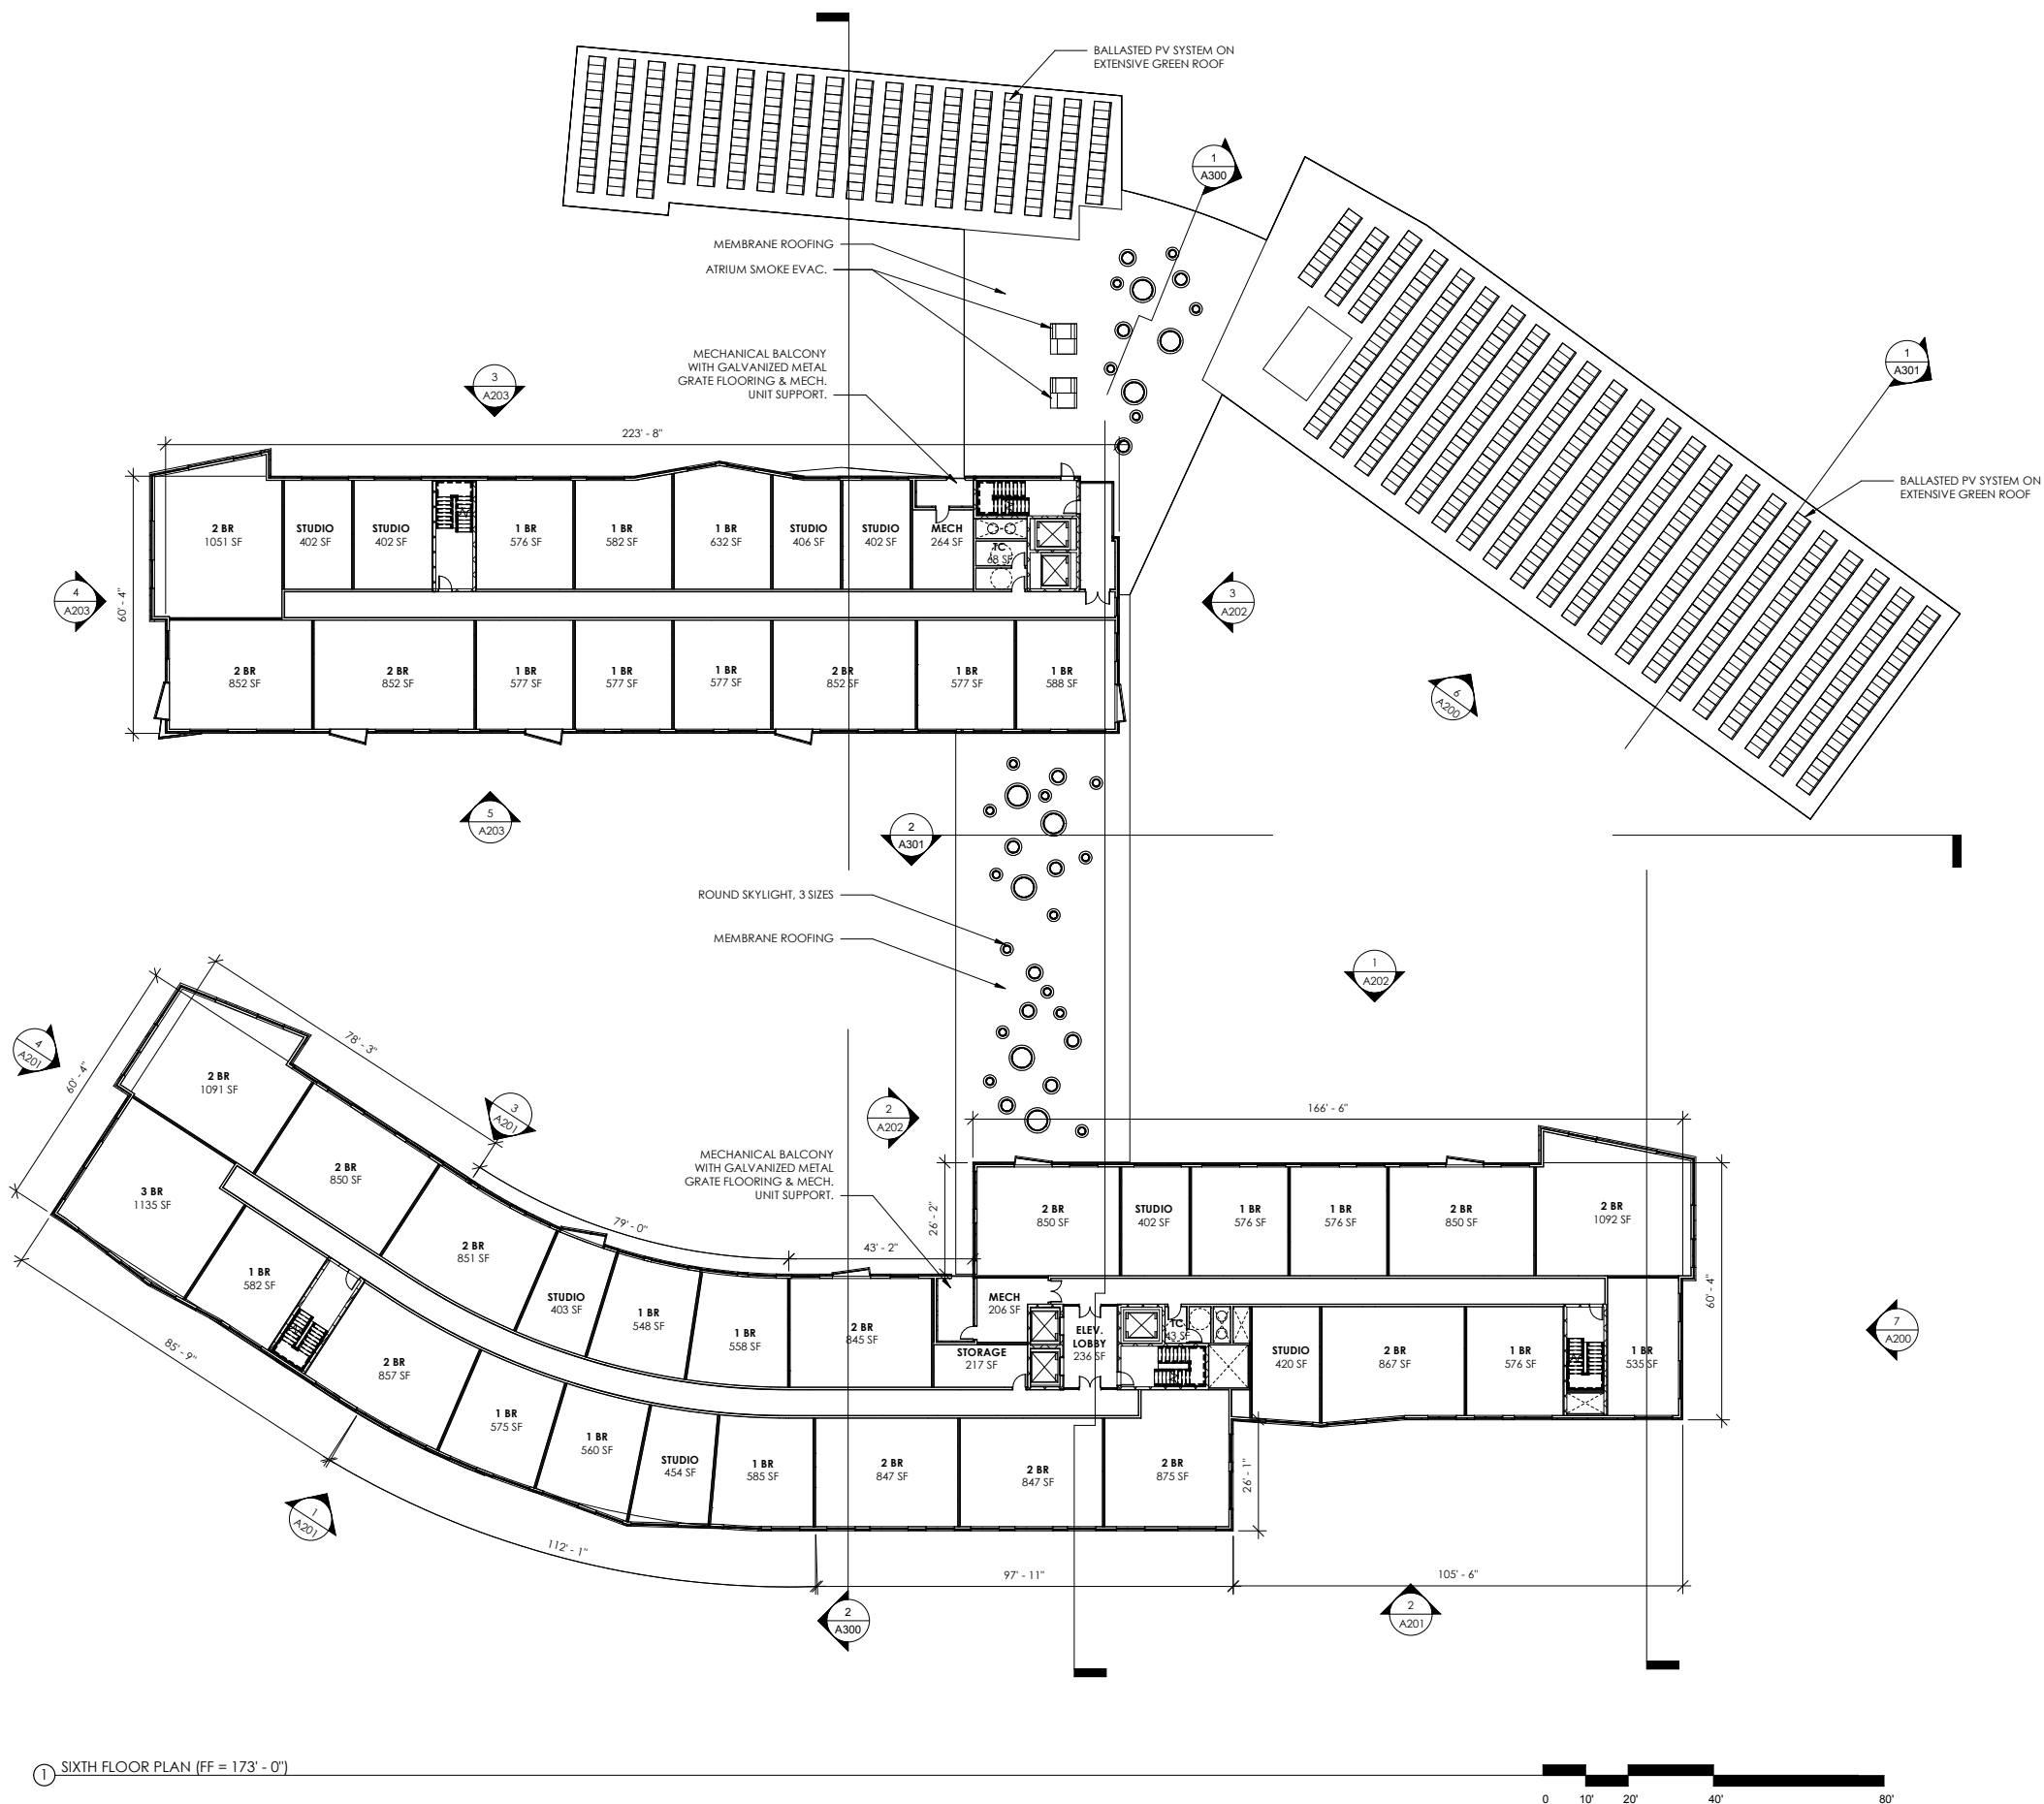 BALLASTED PV SYSTEM ON
EXTENSIVE GREEN ROOF
1
A300
MEMBRANE ROOFING
ATRIUM SMOKE EVAC.
MECHANICAL BALCONY
WITH GALVANIZED METAL
GRATE FLOORING & MECH.
UNIT SUPPORT.
1
A301
3
A203
223' - 8"
BALLASTED PV SYSTEM ON
EXTENSIVE GREEN ROOF
2 BR
1051 SF
STUDIO
402 SF
STUDIO
402 SF
1 BR
576 SF
1 BR
582 SF
1 BR
632 SF
STUDIO
406 SF
STUDIO
402 SF
MECH
264 SF
TC
68 SF
4
A203
60' - 4"
3
A202
2 BR
852 SF
2 BR
852 SF
1 BR
577 SF
1 BR
577 SF
1 BR
577 SF
2 BR
852 SF
1 BR
577 SF
1 BR
588 SF
6
A200
5
A203
2
A301
ROUND SKYLIGHT, 3 SIZES
MEMBRANE ROOFING
1
A202
4
A201
60' - 4"
78' - 3"
3
A201
2
A202
166' - 6"
2 BR
1091 SF
2 BR
850 SF
3 BR
1135 SF
MECHANICAL BALCONY
WITH GALVANIZED METAL
GRATE FLOORING & MECH.
UNIT SUPPORT.
79' - 0"
43' - 2"
26' - 2"
2 BR
850 SF
STUDIO
402 SF
1 BR
576 SF
1 BR
576 SF
2 BR
850 SF
2 BR
1092 SF
2 BR
851 SF
1 BR
582 SF
STUDIO
403 SF
1 BR
548 SF
1 BR
558 SF
2 BR
845 SF
MECH
206 SF
STORAGE
217 SF
ELEV.
LOBBY
236 SF
TC
43 SF
STUDIO
420 SF
2 BR
867 SF
1 BR
576 SF
1 BR
535 SF
60' - 4"
7
A200
85' - 9"
2 BR
857 SF
1 BR
575 SF
1 BR
560 SF
STUDIO
454 SF
1 BR
585 SF
2 BR
847 SF
2 BR
847 SF
2 BR
875 SF
26' - 1"
1
A201
112' - 1"
97' - 11"
105' - 6"
2
A300
2
A201
1 SIXTH FLOOR PLAN (FF = 173' - 0")
0 10' 20' 40' 80'